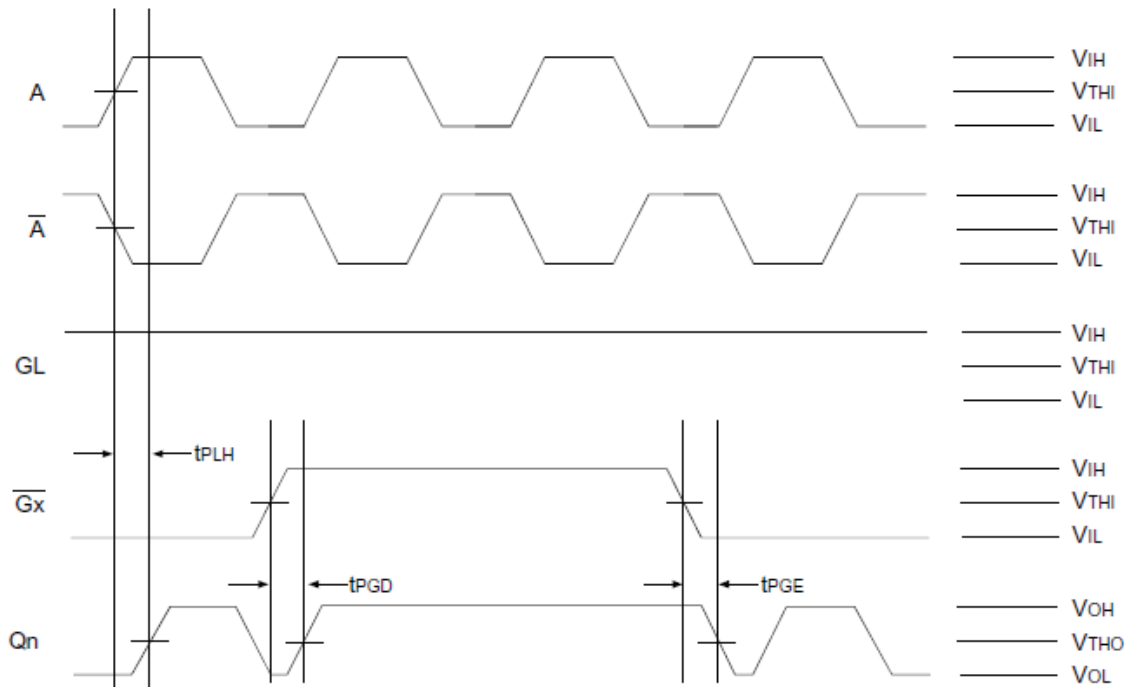 A
VIH
VTHI
VIL
A
VIH
VTHI
VIL
GL
VIH
VTHI
VIL
tPLH
Gx
VIH
VTHI
VIL
tPGD
tPGE
Qn
VOH
VTHO
VOL